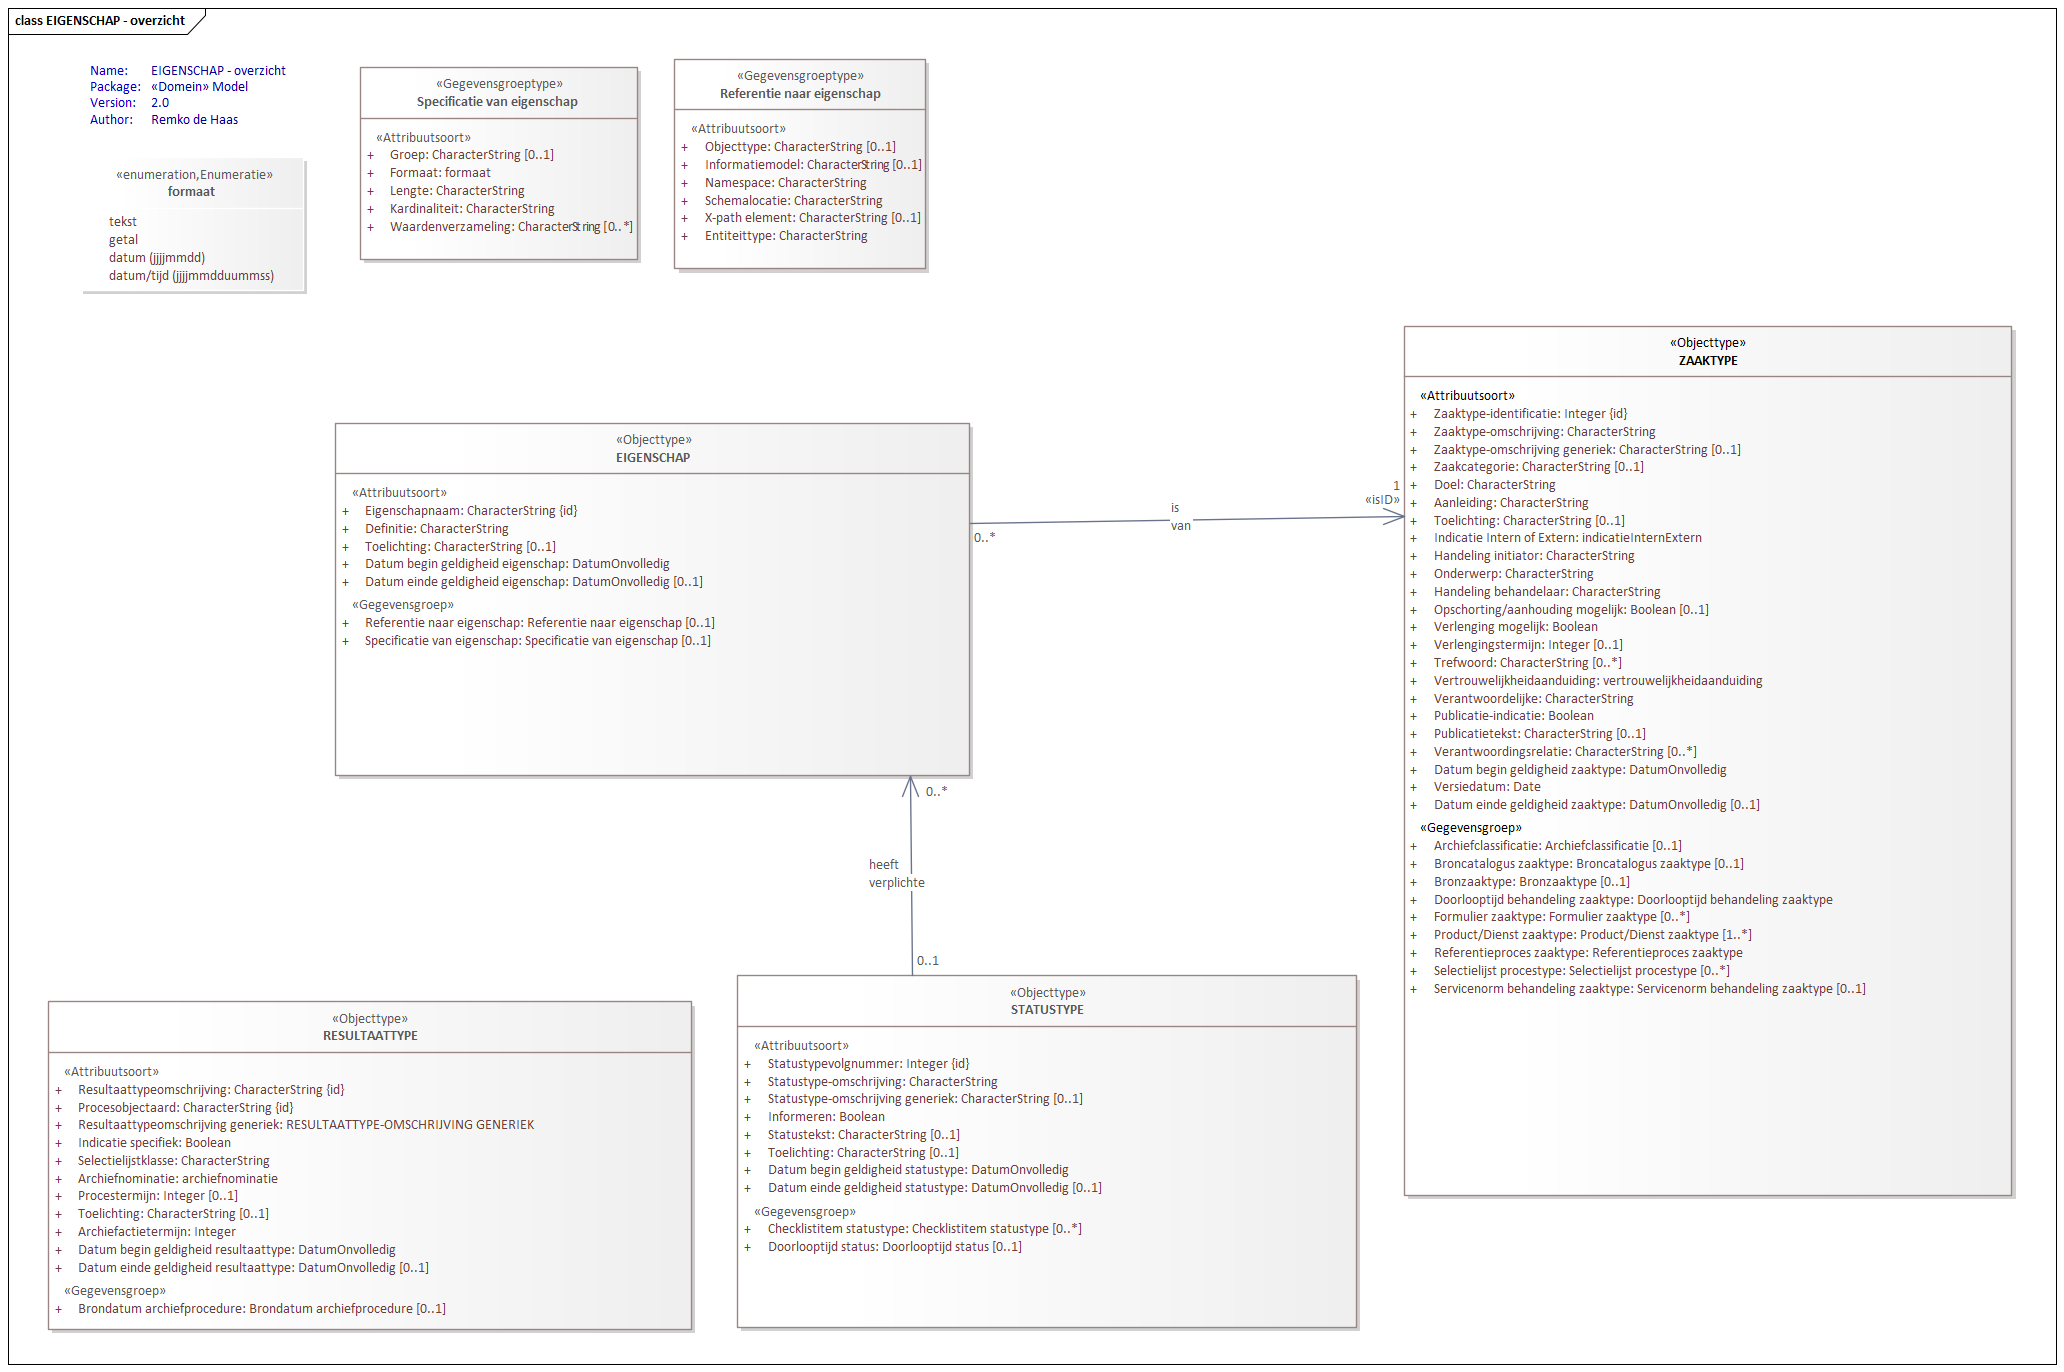 class EIGENSCHAP - overzicht
Name: EIGENSCHAP - overzicht
Package: «Domein» Model
Version: 2.0
Author: Remko de Haas
«enumeration,Enumeratie»
formaat
tekst
getal
datum (jjjjmmdd)
datum/tijd (jjjjmmdduummss)
«Gegevensgroeptype»
Specificatie van eigenschap
«Attribuutsoort»
+ Groep: CharacterString [0..1]
+ Formaat: formaat
+ Lengte: CharacterString
+ Kardinaliteit: CharacterString
+ Waardenverzameling: CharacterString [0..*]
«Gegevensgroeptype»
Referentie naar eigenschap
«Attribuutsoort»
+ Objecttype: CharacterString [0..1]
+ Informatiemodel: CharacterString [0..1]
+ Namespace: CharacterString
+ Schemalocatie: CharacterString
+ X-path element: CharacterString [0..1]
+ Entiteittype: CharacterString
«Objecttype»
EIGENSCHAP
«Attribuutsoort»
+ Eigenschapnaam: CharacterString {id}
+ Definitie: CharacterString
+ Toelichting: CharacterString [0..1]
+ Datum begin geldigheid eigenschap: DatumOnvolledig
+ Datum einde geldigheid eigenschap: DatumOnvolledig [0..1]
«Gegevensgroep»
+ Referentie naar eigenschap: Referentie naar eigenschap [0..1]
+ Specificatie van eigenschap: Specificatie van eigenschap [0..1]
0..*
is
van
1
«isID»
«Objecttype»
ZAAKTYPE
«Attribuutsoort»
+ Zaaktype-identificatie: Integer {id}
+ Zaaktype-omschrijving: CharacterString
+ Zaaktype-omschrijving generiek: CharacterString [0..1]
+ Zaakcategorie: CharacterString [0..1]
+ Doel: CharacterString
+ Aanleiding: CharacterString
+ Toelichting: CharacterString [0..1]
+ Indicatie Intern of Extern: indicatieInternExtern
+ Handeling initiator: CharacterString
+ Onderwerp: CharacterString
+ Handeling behandelaar: CharacterString
+ Opschorting/aanhouding mogelijk: Boolean [0..1]
+ Verlenging mogelijk: Boolean
+ Verlengingstermijn: Integer [0..1]
+ Trefwoord: CharacterString [0..*]
+ Vertrouwelijkheidaanduiding: vertrouwelijkheidaanduiding
+ Verantwoordelijke: CharacterString
+ Publicatie-indicatie: Boolean
+ Publicatietekst: CharacterString [0..1]
+ Verantwoordingsrelatie: CharacterString [0..*]
+ Datum begin geldigheid zaaktype: DatumOnvolledig
+ Versiedatum: Date
+ Datum einde geldigheid zaaktype: DatumOnvolledig [0..1]
«Gegevensgroep»
+ Archiefclassificatie: Archiefclassificatie [0..1]
+ Broncatalogus zaaktype: Broncatalogus zaaktype [0..1]
+ Bronzaaktype: Bronzaaktype [0..1]
+ Doorlooptijd behandeling zaaktype: Doorlooptijd behandeling zaaktype
+ Formulier zaaktype: Formulier zaaktype [0..*]
+ Product/Dienst zaaktype: Product/Dienst zaaktype [1..*]
+ Referentieproces zaaktype: Referentieproces zaaktype
+ Selectielijst procestype: Selectielijst procestype [0..*]
+ Servicenorm behandeling zaaktype: Servicenorm behandeling zaaktype [0..1]
0..*
heeft
verplichte
0..1
«Objecttype»
RESULTAATTYPE
«Attribuutsoort»
+ Resultaattypeomschrijving: CharacterString {id}
+ Procesobjectaard: CharacterString {id}
+ Resultaattypeomschrijving generiek: RESULTAATTYPE-OMSCHRIJVING GENERIEK
+ Indicatie specifiek: Boolean
+ Selectielijstklasse: CharacterString
+ Archiefnominatie: archiefnominatie
+ Procestermijn: Integer [0..1]
+ Toelichting: CharacterString [0..1]
+ Archiefactietermijn: Integer
+ Datum begin geldigheid resultaattype: DatumOnvolledig
+ Datum einde geldigheid resultaattype: DatumOnvolledig [0..1]
«Gegevensgroep»
+ Brondatum archiefprocedure: Brondatum archiefprocedure [0..1]
«Objecttype»
STATUSTYPE
«Attribuutsoort»
+ Statustypevolgnummer: Integer {id}
+ Statustype-omschrijving: CharacterString
+ Statustype-omschrijving generiek: CharacterString [0..1]
+ Informeren: Boolean
+ Statustekst: CharacterString [0..1]
+ Toelichting: CharacterString [0..1]
+ Datum begin geldigheid statustype: DatumOnvolledig
+ Datum einde geldigheid statustype: DatumOnvolledig [0..1]
«Gegevensgroep»
+ Checklistitem statustype: Checklistitem statustype [0..*]
+ Doorlooptijd status: Doorlooptijd status [0..1]